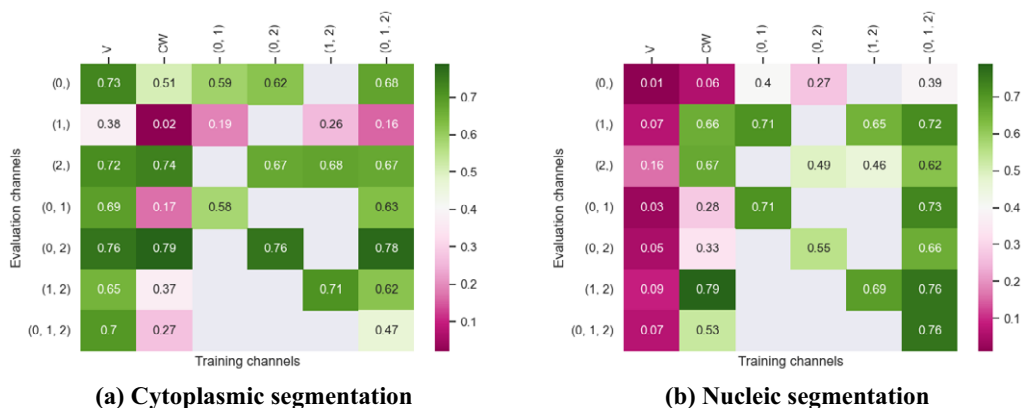 V CW (0, 1) (0, 2) (1, 2) (0, 1, 2)
(0,) 0.73 0.51 0.59 0.62 0.68
(1,) 0.38 0.02 0.19 0.26 0.16
(2,) 0.72 0.74 0.67 0.68 0.67
(0, 1) 0.69 0.17 0.58 0.63
(0, 2) 0.76 0.79 0.76 0.78
(1, 2) 0.65 0.37 0.71 0.62
(0, 1, 2) 0.7 0.27 0.47
Evaluation channels
Training channels
0.7
0.6
0.5
0.4
0.3
0.2
0.1
(a) Cytoplasmic segmentation
V CW (0, 1) (0, 2) (1, 2) (0, 1, 2)
(0,) 0.01 0.06 0.4 0.27 0.39
(1,) 0.07 0.66 0.71 0.65 0.72
(2,) 0.16 0.67 0.49 0.46 0.62
(0, 1) 0.03 0.28 0.71 0.73
(0, 2) 0.05 0.33 0.55 0.66
(1, 2) 0.09 0.79 0.69 0.76
(0, 1, 2) 0.07 0.53 0.76
Evaluation channels
Training channels
0.7
0.6
0.5
0.4
0.3
0.2
0.1
(b) Nucleic segmentation